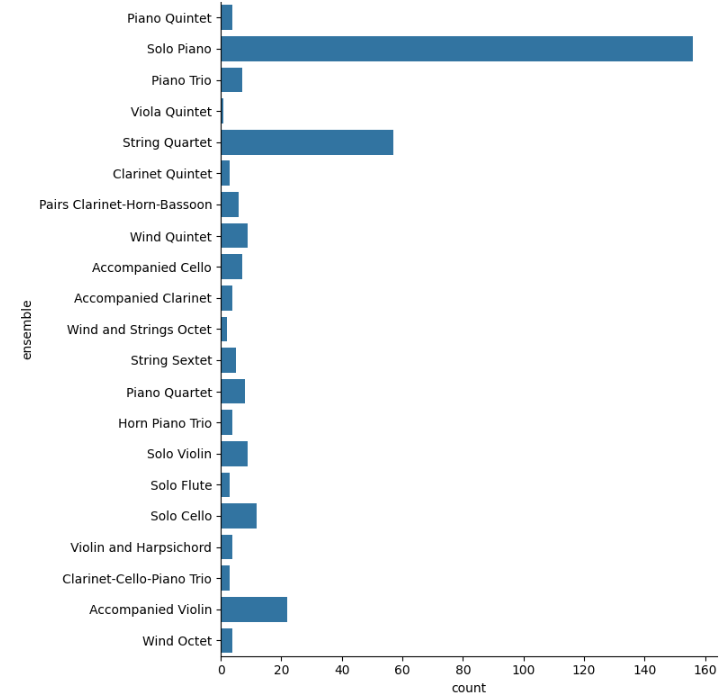 Piano Quintet
Solo Piano
Piano Trio
Viola Quintet
String Quartet
Clarinet Quintet
Pairs Clarinet-Horn-Bassoon
Wind Quintet
Accompanied Cello
Accompanied Clarinet
Wind and Strings Octet
String Sextet
Piano Quartet
Horn Piano Trio
Solo Violin
Solo Flute
Solo Cello
Violin and Harpsichord
Clarinet-Cello-Piano Trio
Accompanied Violin
Wind Octet
ensemble
0 20 40 60 80 100 120 140 160
count